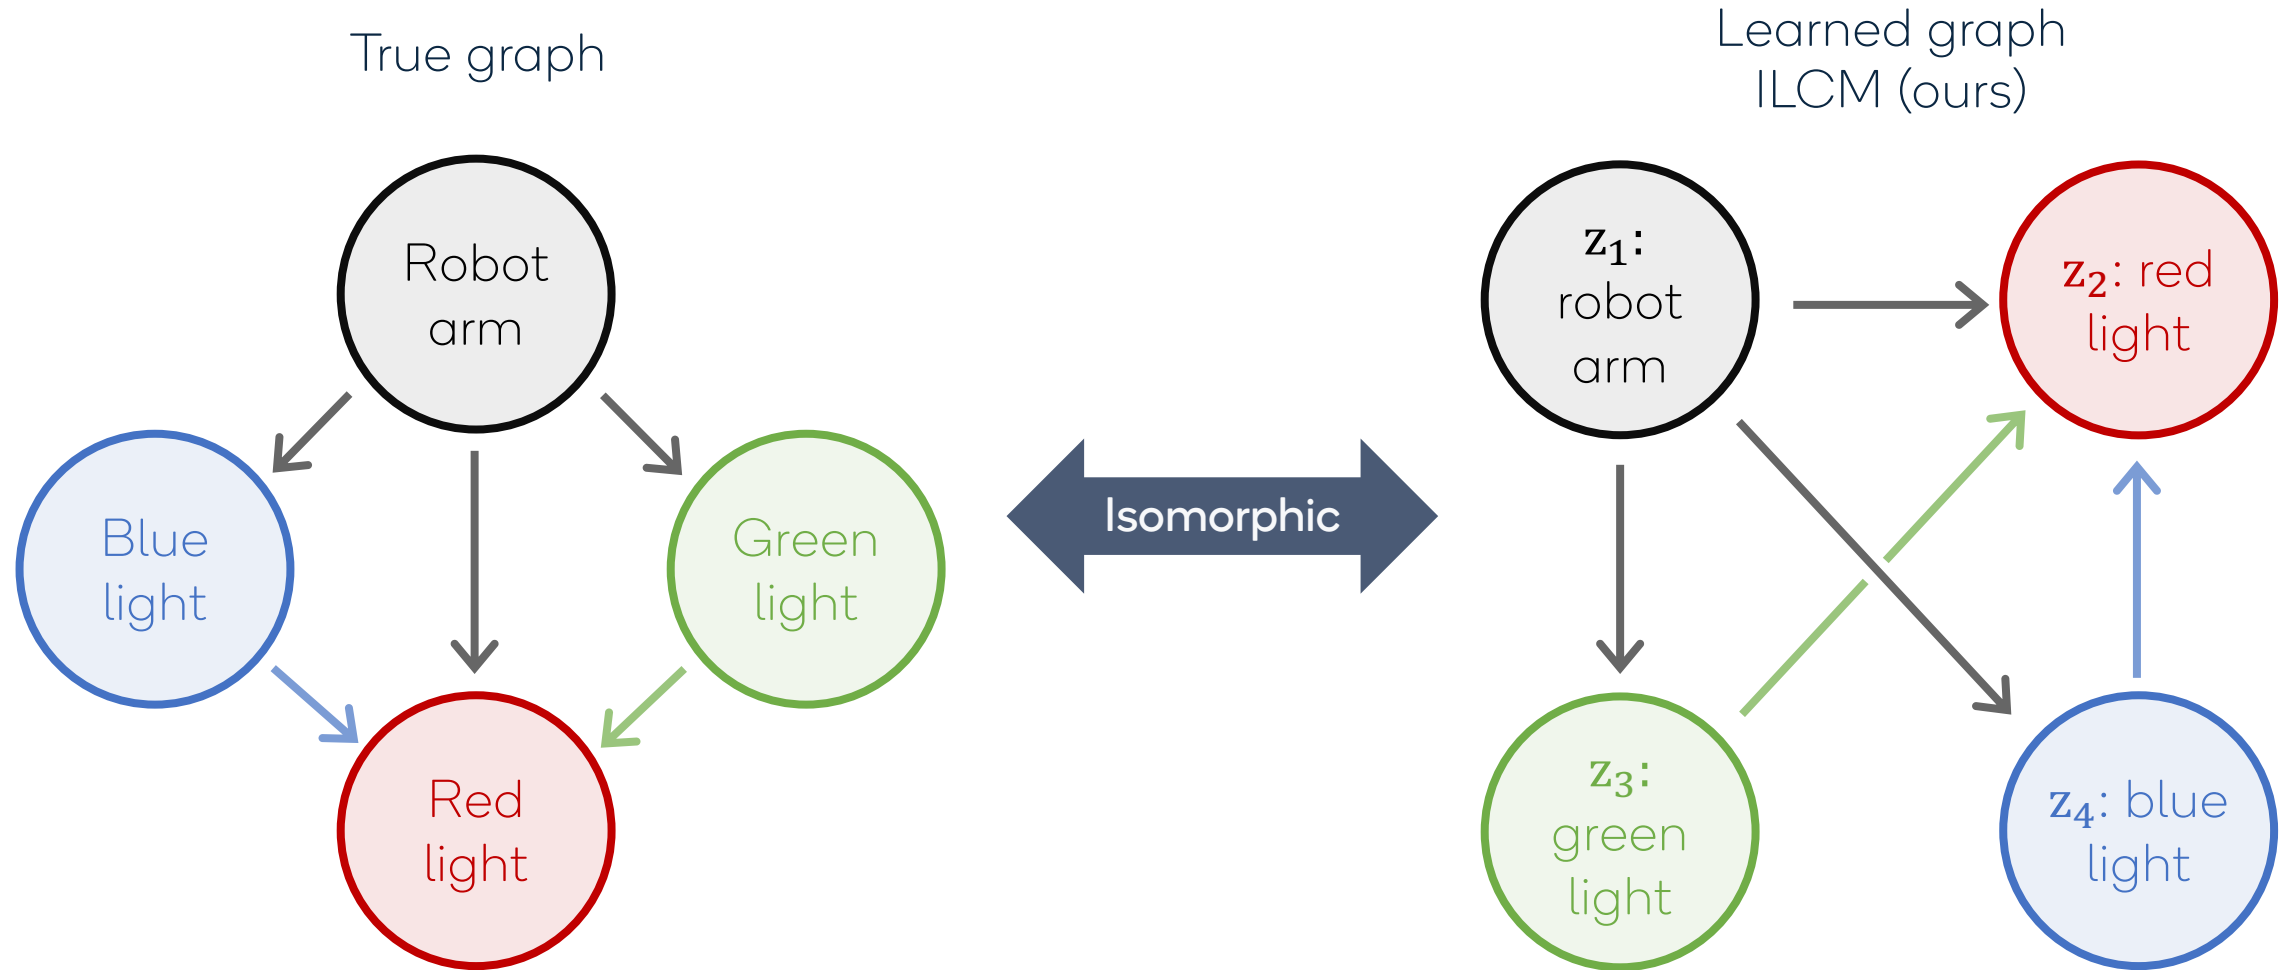 True graph
Robot
arm
Blue
light
Green
light
Red
light
Isomorphic
Learned graph
ILCM (ours)
z₁:
robot
arm
z₂: red
light
z₃:
green
light
z₄: blue
light